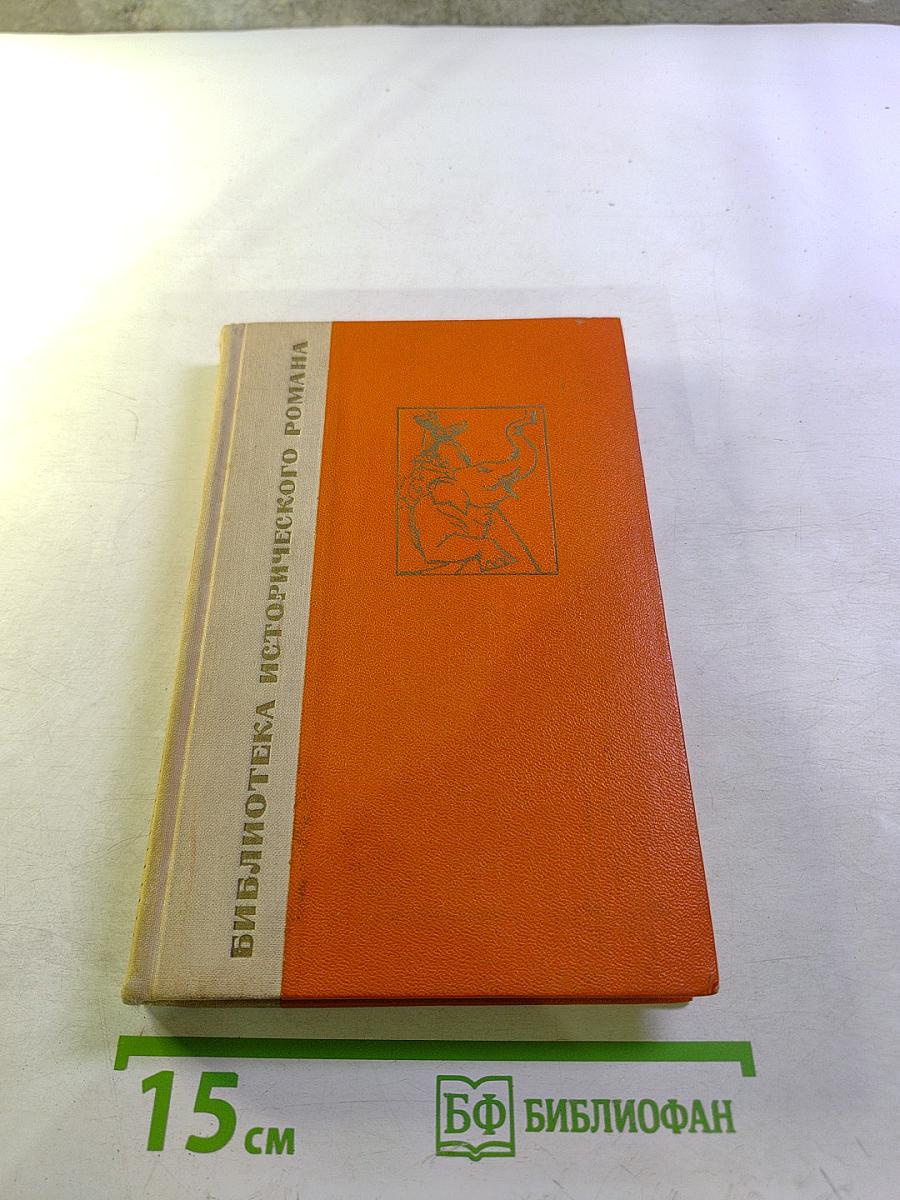 БИБЛИОТЕКА ИСТОРИЧЕСКОГО РОМАНА
15 см
БФ БИБЛИОФАН